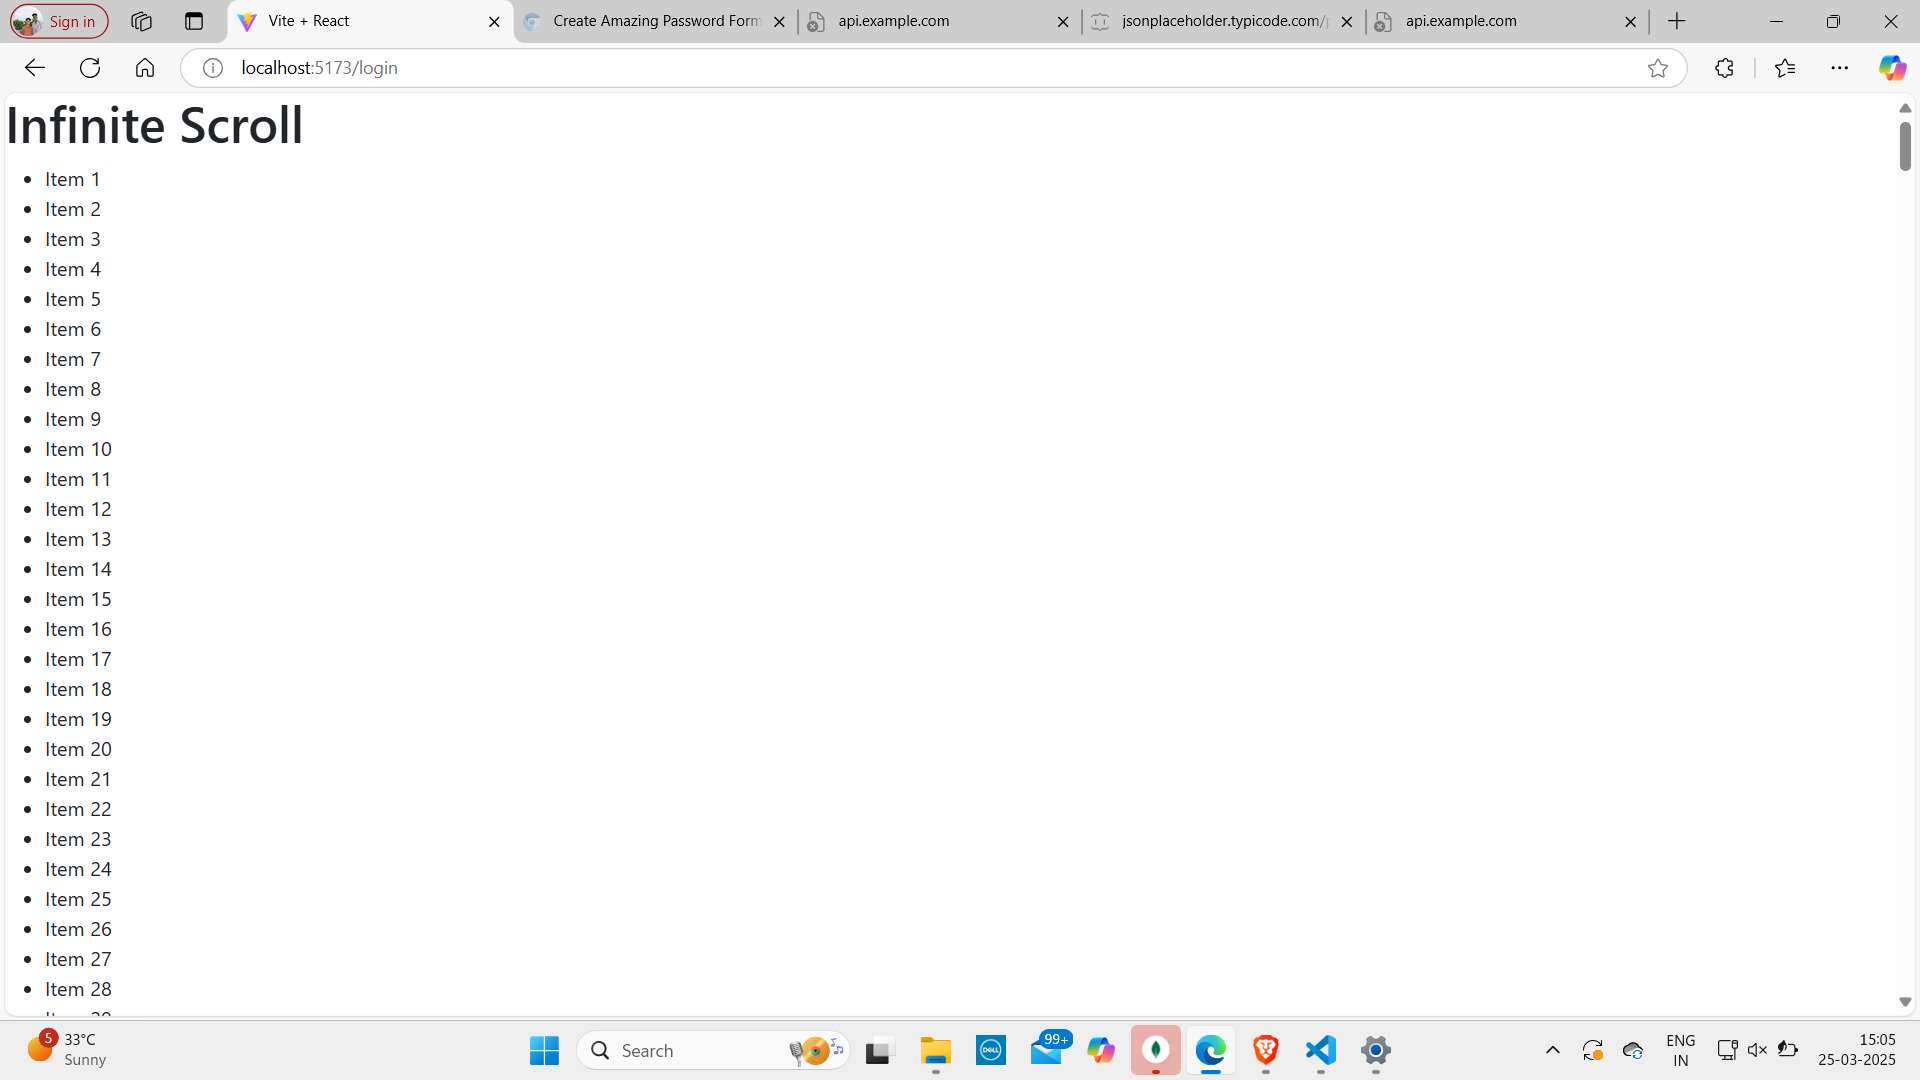 Sign in
Vite + React
Create Amazing Password Form
api.example.com
jsonplaceholder.typicode.com/p
api.example.com
localhost:5173/login
Infinite Scroll
Item 1
Item 2
Item 3
Item 4
Item 5
Item 6
Item 7
Item 8
Item 9
Item 10
Item 11
Item 12
Item 13
Item 14
Item 15
Item 16
Item 17
Item 18
Item 19
Item 20
Item 21
Item 22
Item 23
Item 24
Item 25
Item 26
Item 27
Item 28
5
33°C
Sunny
Search
DELL
99+
ENG
IN
15:05
25-03-2025